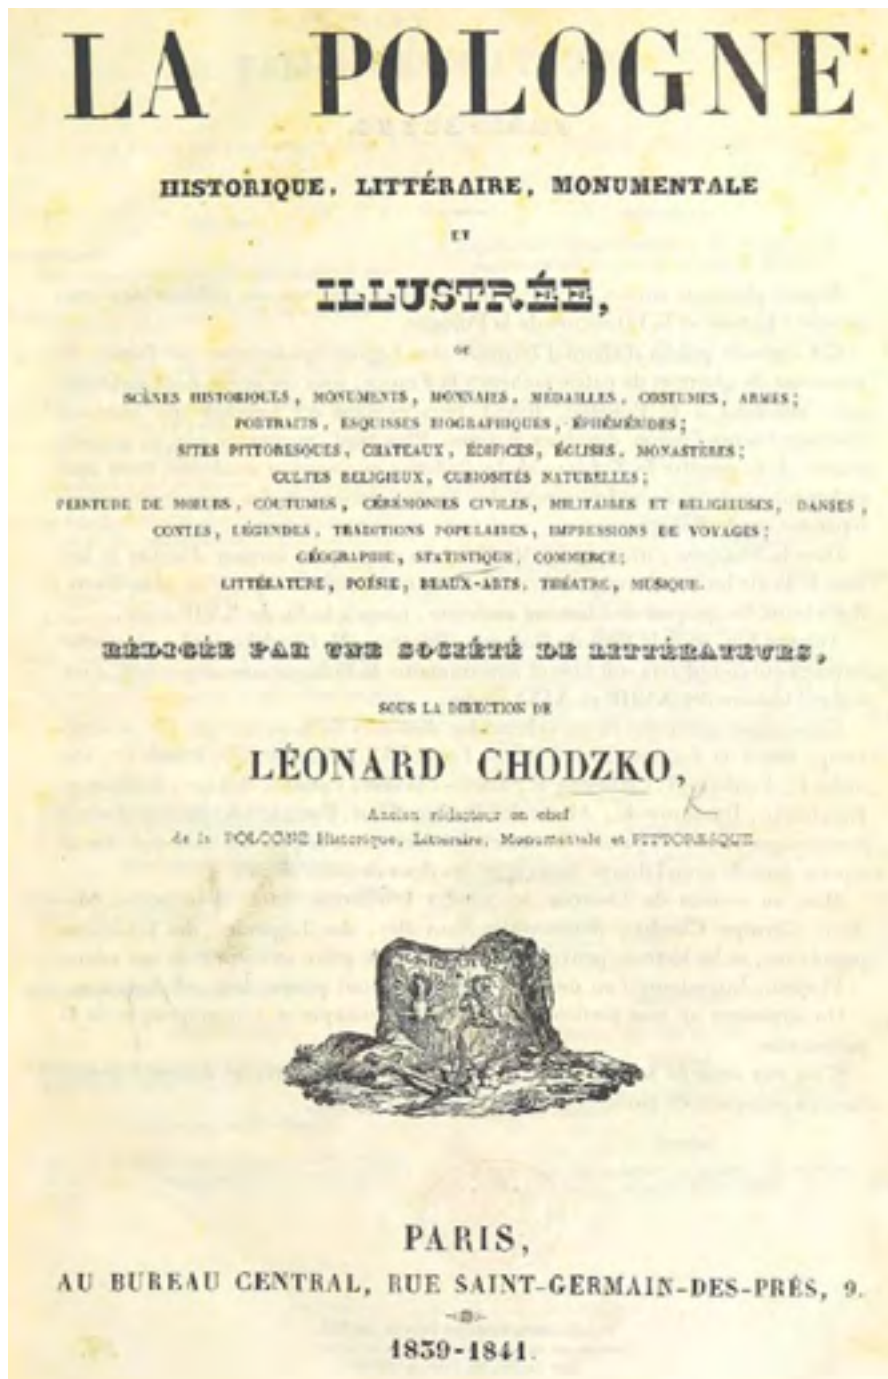 LA POLOGNE
HISTORIQUE, LITTÉRAIRE, MONUMENTALE
ET
ILLUSTRÉE,
OU
SCÈNES HISTORIQUES, MONUMENTS, MONNAIES, MÉDAILLES, COSTUMES, ARMES;
PORTRAITS, ESQUISSES BIOGRAPHIQUES, ÉPHÉMÉRIDES;
SITES PITTORESQUES, CHATEAUX, ÉDIFICES, ÉGLISES, MONASTÈRES;
CULTES RELIGIEUX, CURIOSITÉS NATURELLES;
PEINTURE DE MŒURS, COUTUMES, CÉRÉMONIES CIVILES, MILITAIRES ET RELIGIEUSES, DANSES,
CONTES, LÉGENDES, TRADITIONS POPULAIRES, IMPRESSIONS DE VOYAGES;
GÉOGRAPHIE, STATISTIQUE, COMMERCE;
LITTÉRATURE, POÉSIE, BEAUX-ARTS, THÉATRE, MUSIQUE.
RÉDIGÉE PAR UNE SOCIÉTÉ DE LITTÉRATEURS,
SOUS LA DIRECTION DE
LÉONARD CHODZKO,
Ancien rédacteur en chef
de la POLOGNE Historique, Littéraire, Monumentale et PITTORESQUE
PARIS,
AU BUREAU CENTRAL, RUE SAINT-GERMAIN-DES-PRÉS, 9.
1839-1841.